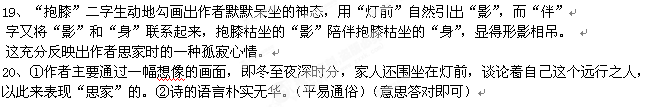 19、“抱膝”二字生动地勾画出作者默默呆坐的神态，用“灯前”自然引出“影”，而“伴”
字又将“影”和“身”联系起来，抱膝枯坐的“影”陪伴抱膝枯坐的“身”，显得形影相吊。
这充分反映出作者思家时的一种孤寂心情。
20、①作者主要通过一幅想像的画面，即冬至夜深时分，家人还围坐在灯前，谈论着自己这个远行之人，
以此来表现“思家”的。②诗的语言朴实无华。（平易通俗）（意思答对即可）